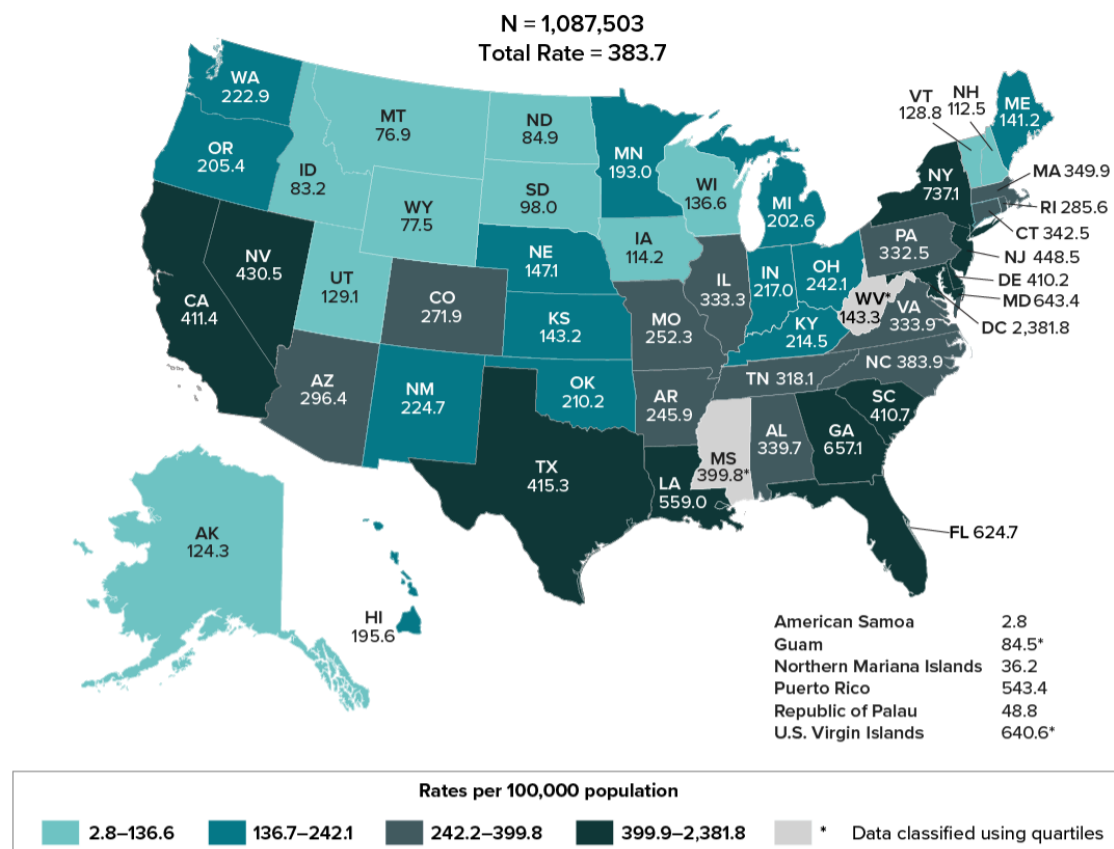 N = 1,087,503
Total Rate = 383.7
WA
222.9
MT
76.9
ND
84.9
MN
193.0
VT
128.8
NH
112.5
ME
141.2
OR
205.4
ID
83.2
WY
77.5
SD
98.0
WI
136.6
MI
202.6
NY
737.1
MA 349.9
RI 285.6
CT 342.5
NJ 448.5
DE 410.2
MD 643.4
DC 2,381.8
NV
430.5
UT
129.1
CO
271.9
NE
147.1
IA
114.2
IL
333.3
IN
217.0
OH
242.1
PA
332.5
CA
411.4
KS
143.2
MO
252.3
KY
214.5
WV*
143.3
VA
333.9
AZ
296.4
NM
224.7
OK
210.2
AR
245.9
TN 318.1
NC 383.9
SC
410.7
TX
415.3
LA
559.0
MS
399.8*
AL
339.7
GA
657.1
FL 624.7
AK
124.3
HI
195.6
American Samoa 2.8
Guam 84.5*
Northern Mariana Islands 36.2
Puerto Rico 543.4
Republic of Palau 48.8
U.S. Virgin Islands 640.6*
Rates per 100,000 population
2.8–136.6 136.7–242.1 242.2–399.8 399.9–2,381.8 * Data classified using quartiles